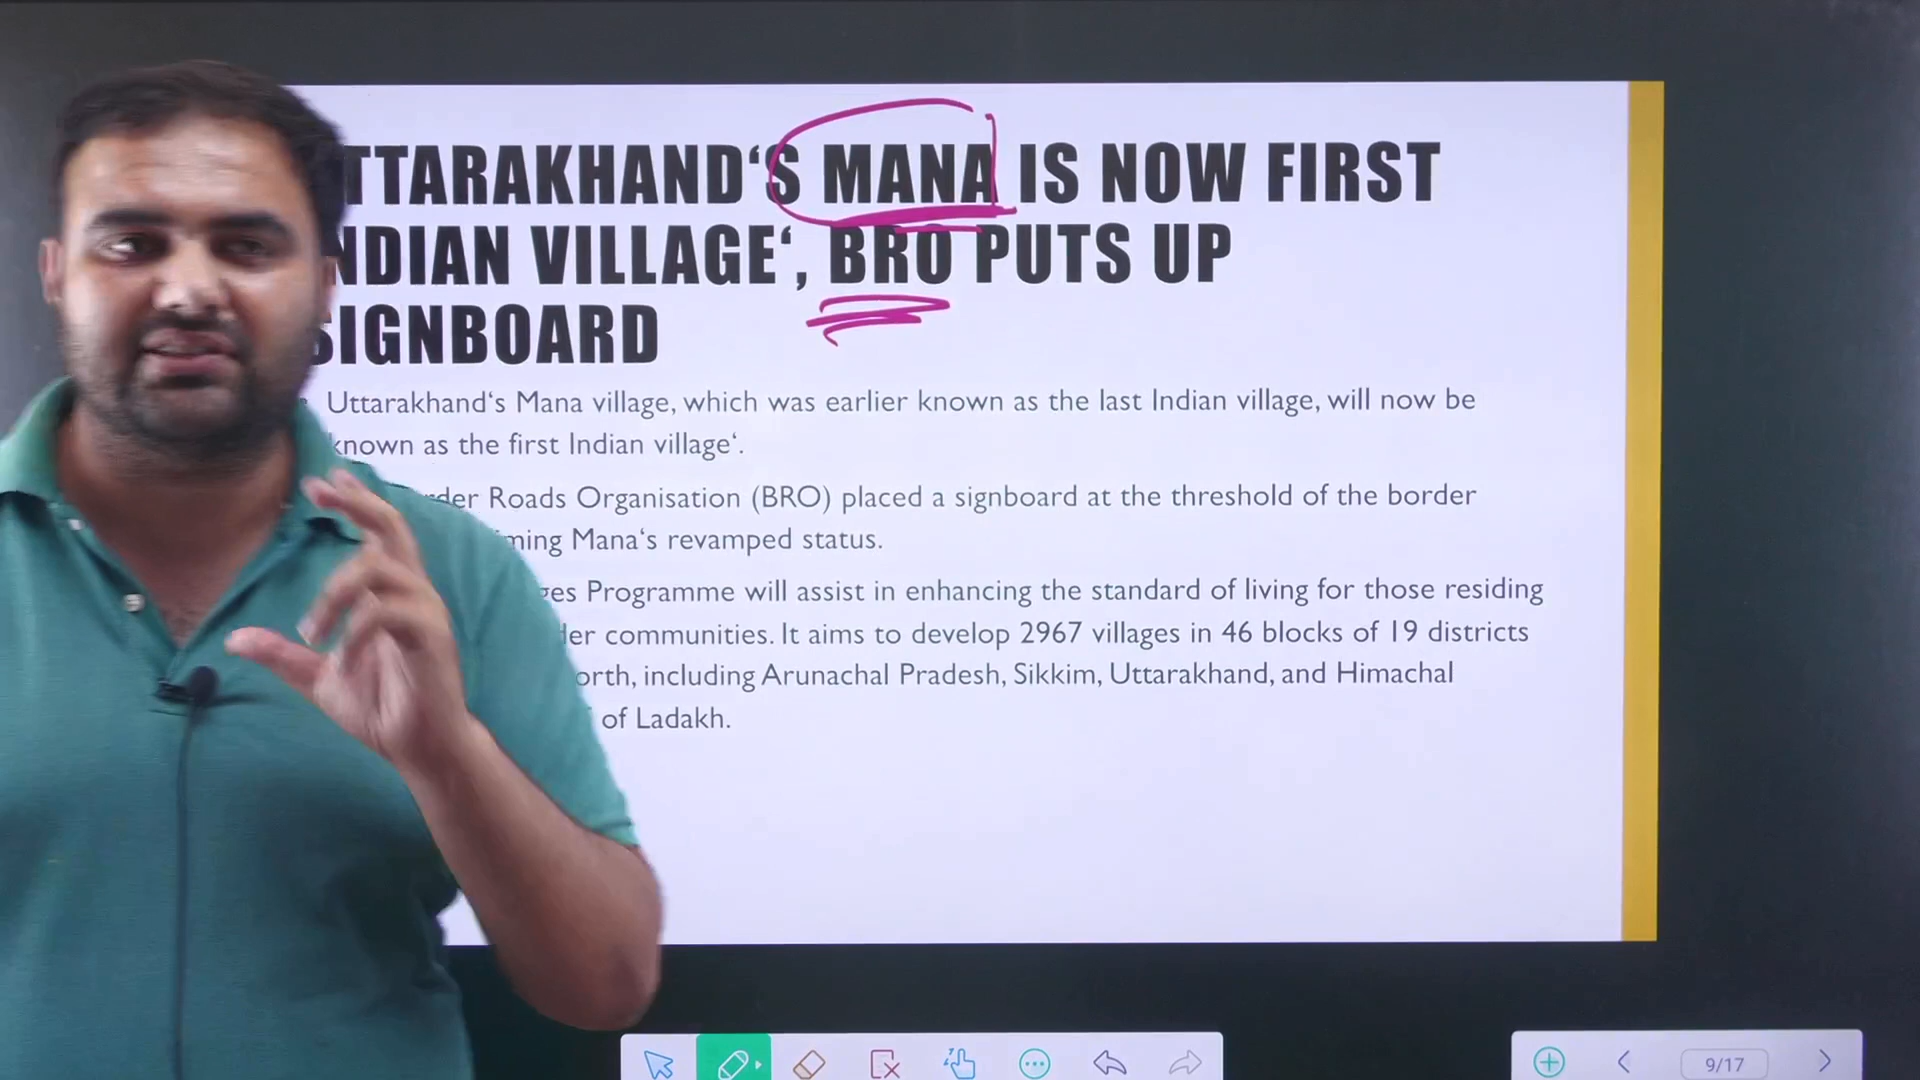 TTARAKHAND‘S MANA IS NOW FIRST
NDIAN VILLAGE‘, BRO PUTS UP
SIGNBOARD
Uttarakhand‘s Mana village, which was earlier known as the last Indian village, will now be
known as the first Indian village‘.
rder Roads Organisation (BRO) placed a signboard at the threshold of the border
ming Mana‘s revamped status.
ges Programme will assist in enhancing the standard of living for those residing
der communities. It aims to develop 2967 villages in 46 blocks of 19 districts
orth, including Arunachal Pradesh, Sikkim, Uttarakhand, and Himachal
of Ladakh.
9/17